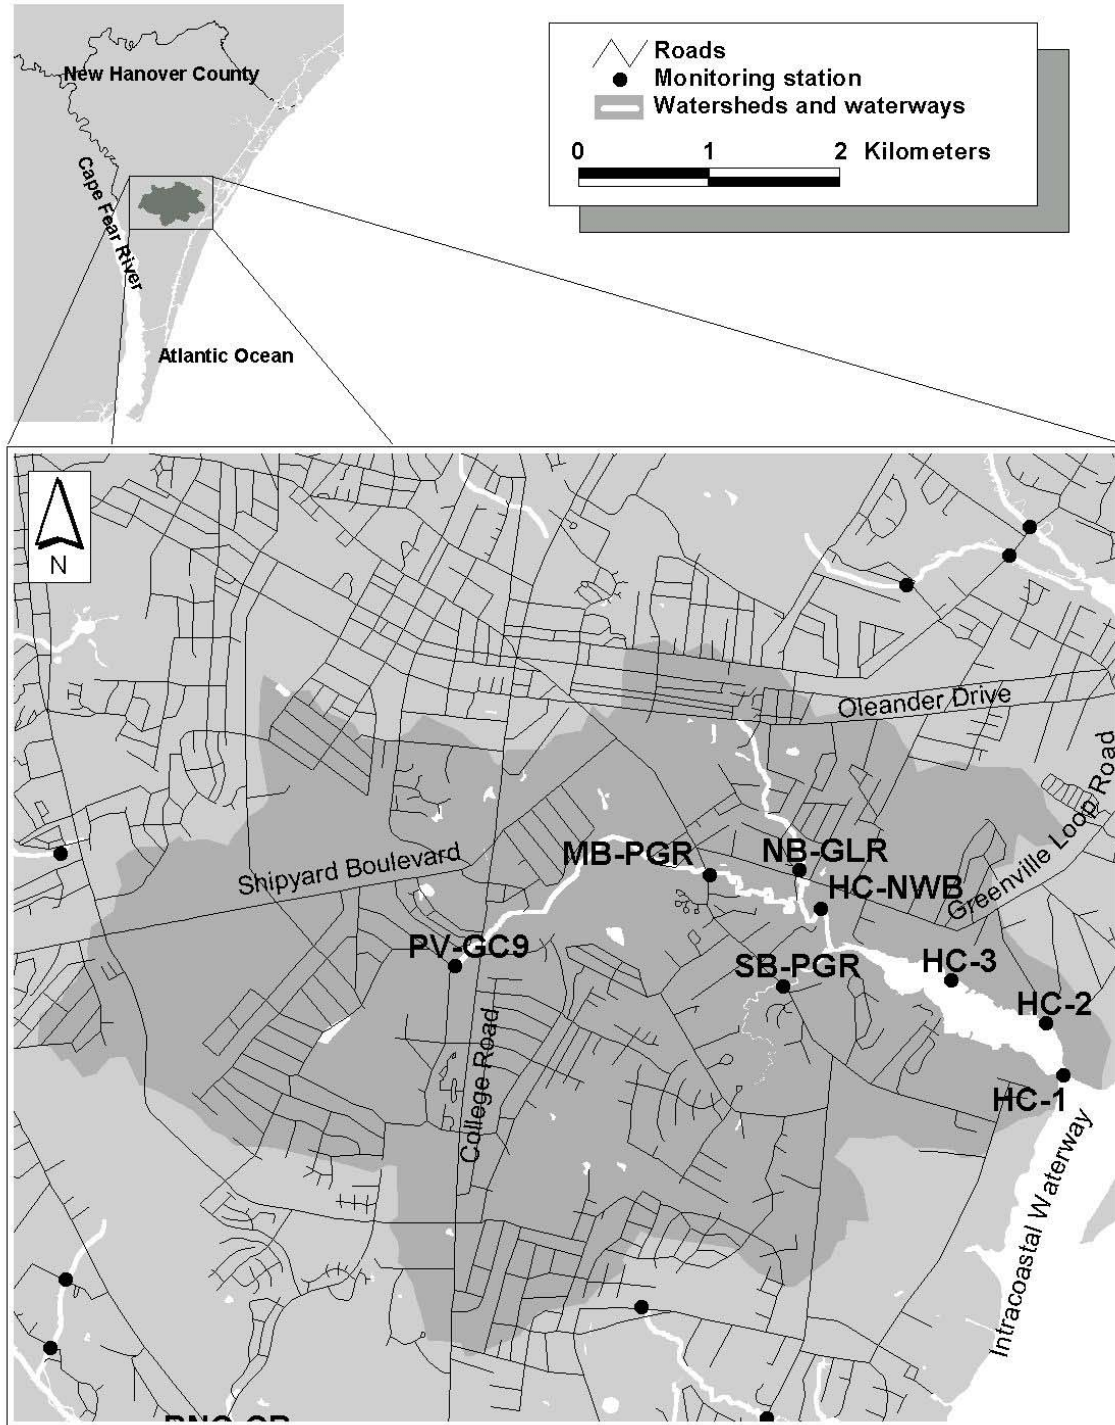 New Hanover County
Cape Fear River
Atlantic Ocean
Roads
Monitoring station
Watersheds and waterways
0 1 2 Kilometers
N
Oleander Drive
Greenville Loop Road
Shipyard Boulevard
MB-PGR
NB-GLR
HC-NWB
PV-GC9
SB-PGR
HC-3
HC-2
HC-1
College Road
Intracoastal Waterway